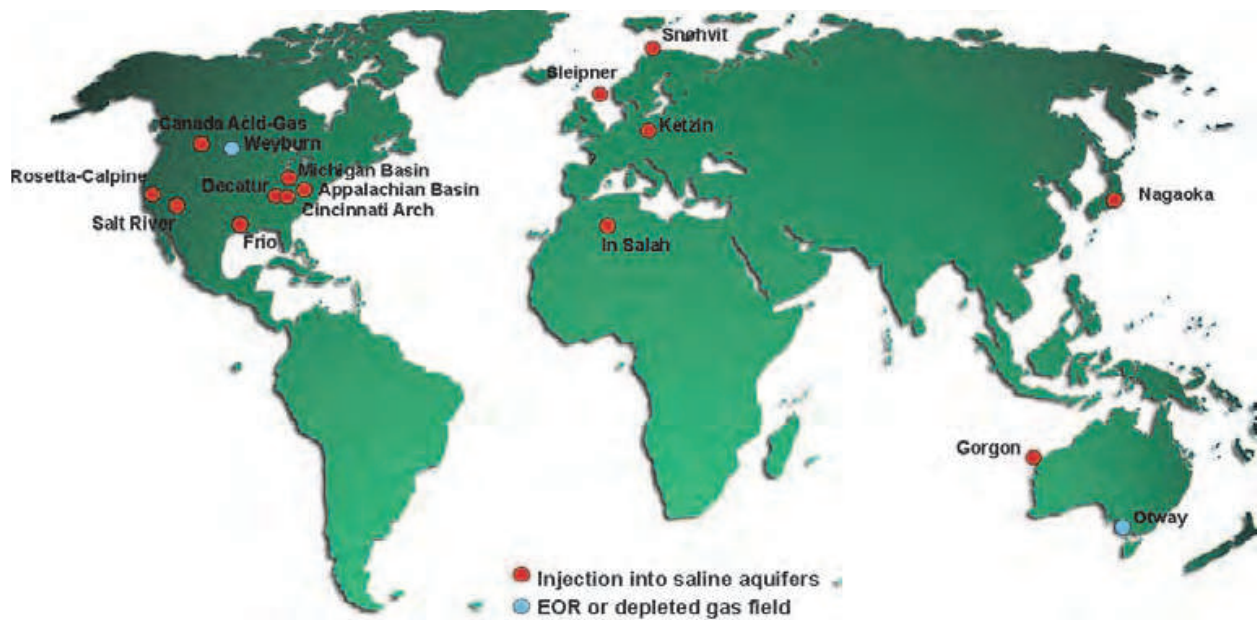 Snøhvit
Sleipner
Canada Acid-Gas
Weyburn
Ketzin
Rosetta-Calpine
Decatur
Michigan Basin
Appalachian Basin
Cincinnati Arch
Salt River
Frio
In Salah
Nagaoka
Gorgon
Otway
Injection into saline aquifers
EOR or depleted gas field